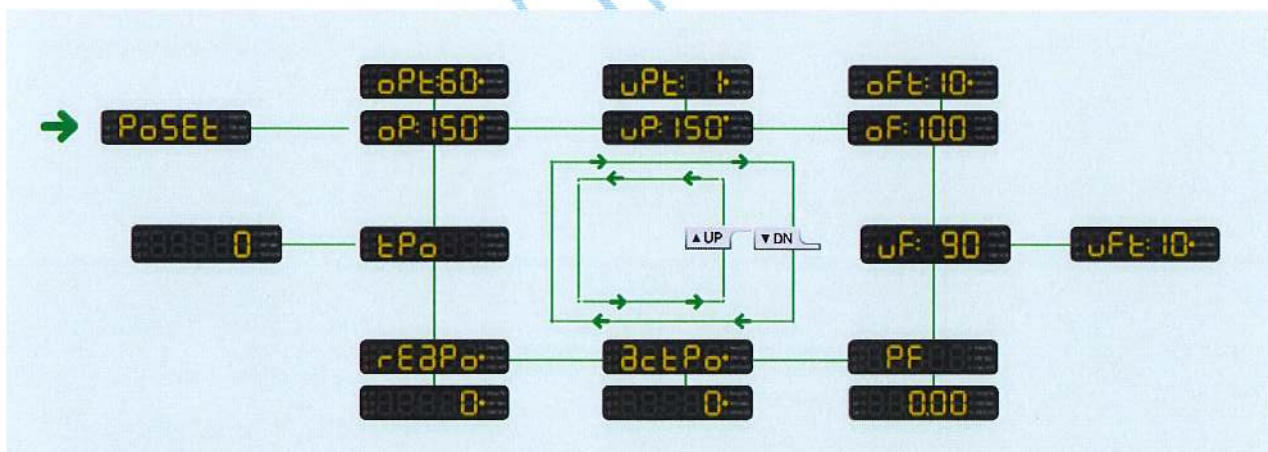 oPt:60•
uPt: 1•
oFt:10•
PoSEt
oP:150•
uP:150•
oF:100
▲UP
▼DN
0
tPo
uF: 90
uFt:10•
rEaPo•
actPo•
PF
0•
0•
0.00